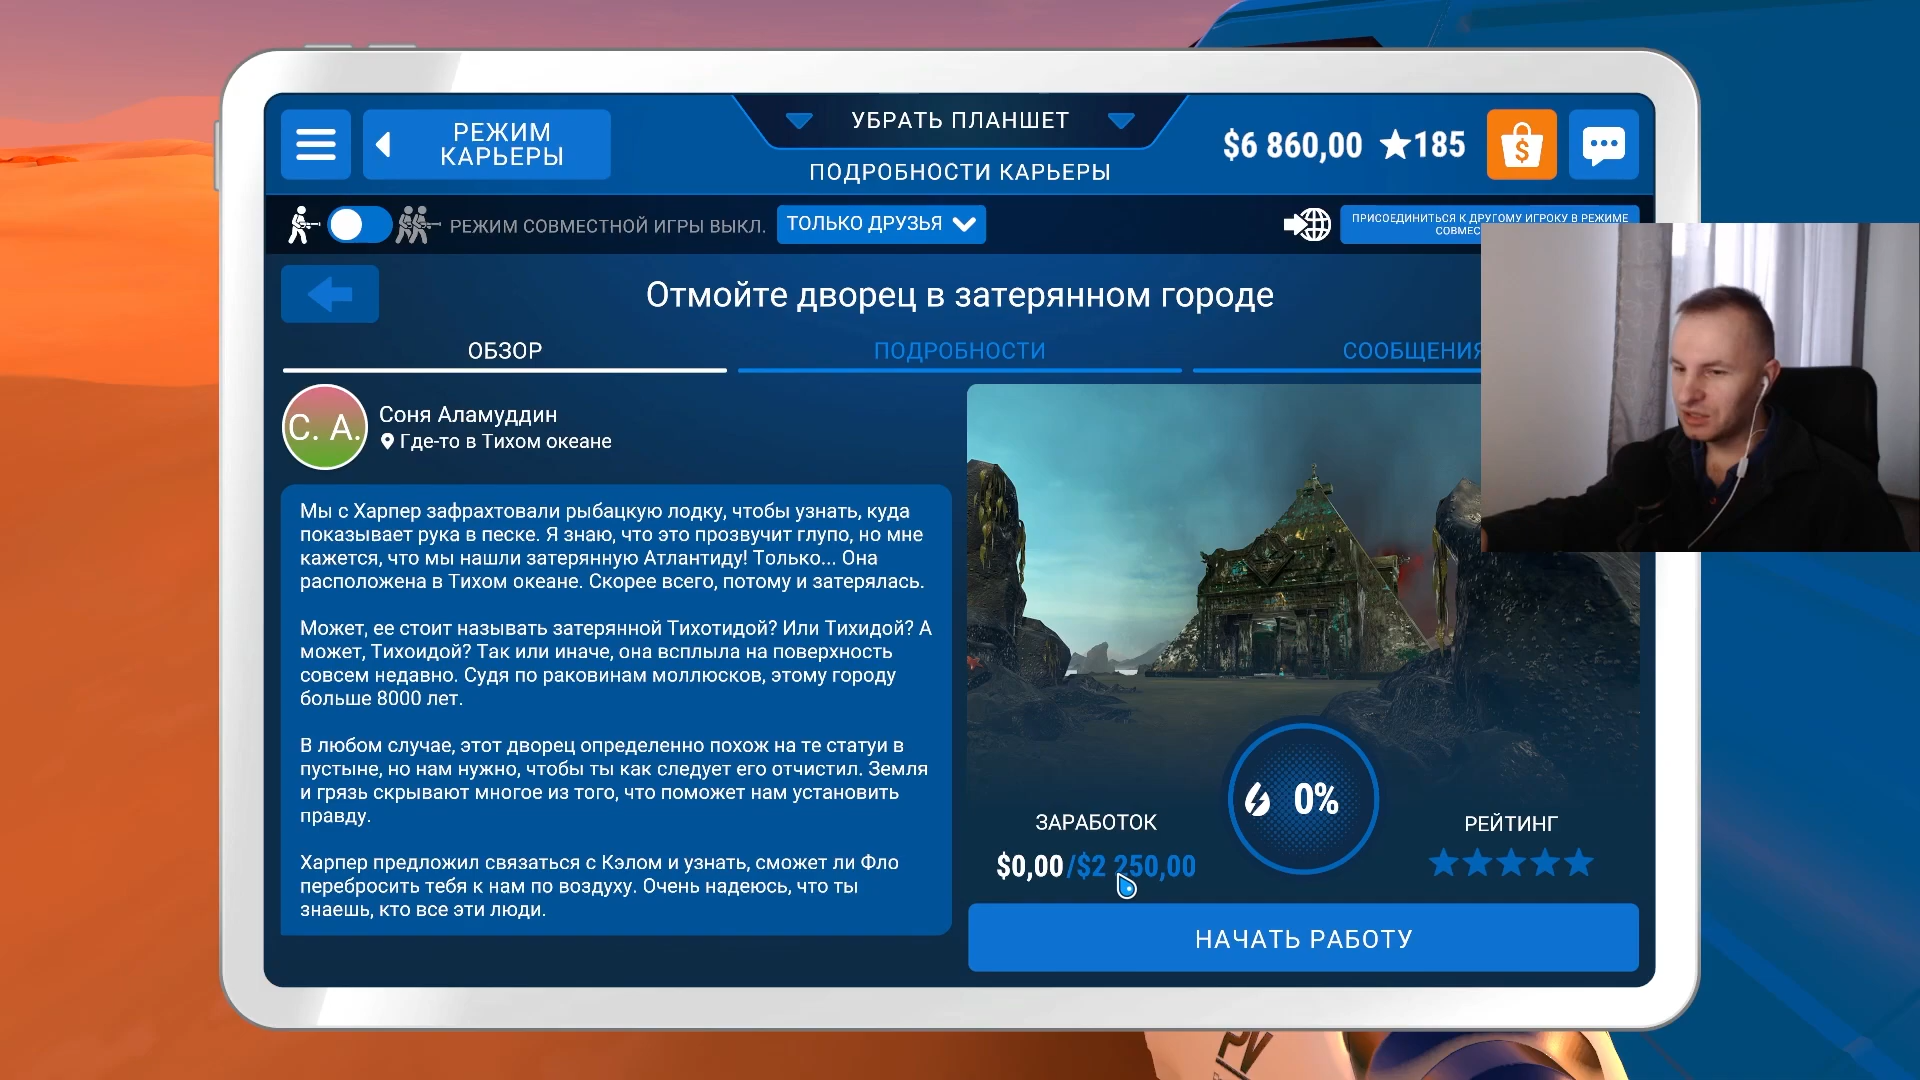 УБРАТЬ ПЛАНШЕТ
РЕЖИМ
КАРЬЕРЫ
$6 860,00 185
ПОДРОБНОСТИ КАРЬЕРЫ
РЕЖИМ СОВМЕСТНОЙ ИГРЫ ВЫКЛ.
ТОЛЬКО ДРУЗЬЯ
ПРИСОЕДИНИТЬСЯ К ДРУГОМУ ИГРОКУ В РЕЖИМЕ
Отмойте дворец в затерянном городе
ОБЗОР
ПОДРОБНОСТИ
СООБЩЕНИЯ
С. А.
Соня Аламуддин
Где-то в Тихом океане
Мы с Харпер зафрахтовали рыбацкую лодку, чтобы узнать, куда
показывает рука в песке. Я знаю, что это прозвучит глупо, но мне
кажется, что мы нашли затерянную Атлантиду! Только... Она
расположена в Тихом океане. Скорее всего, потому и затерялась.
Может, ее стоит называть затерянной Тихотидой? Или Тихидой? А
может, Тихоидой? Так или иначе, она всплыла на поверхность
совсем недавно. Судя по раковинам моллюсков, этому городу
больше 8000 лет.
В любом случае, этот дворец определенно похож на те статуи в
пустыне, но нам нужно, чтобы ты как следует его отчистил. Земля
и грязь скрывают многое из того, что поможет нам установить
правду.
Харпер предложил связаться с Кэлом и узнать, сможет ли Фло
перебросить тебя к нам по воздуху. Очень надеюсь, что ты
знаешь, кто все эти люди.
ЗАРАБОТОК
$0,00/$2 250,00
0%
РЕЙТИНГ
НАЧАТЬ РАБОТУ
PV